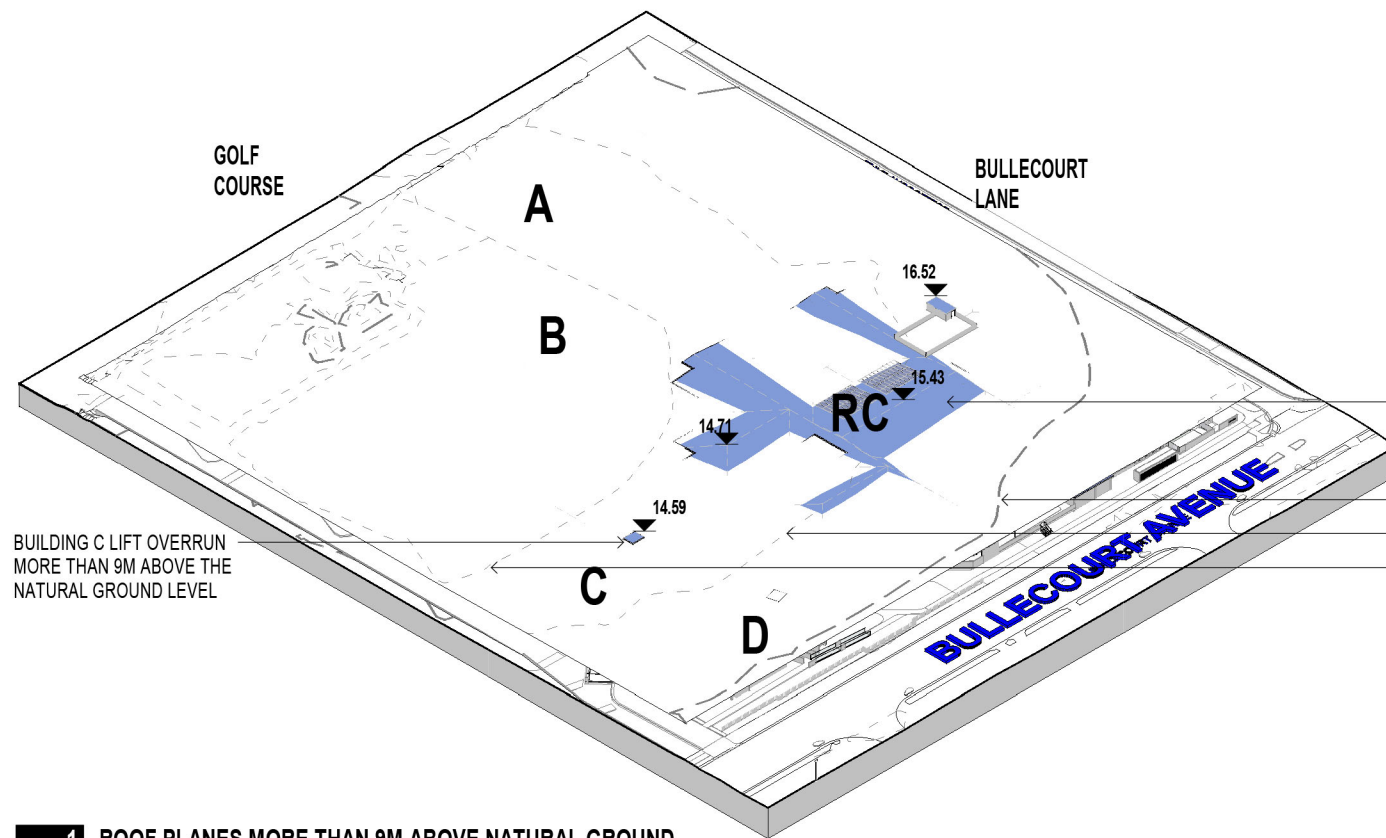 GOLF
COURSE
BULLECOURT
LANE
A
16.52
B
15.43
RC
14.71
14.59
BUILDING C LIFT OVERRUN
MORE THAN 9M ABOVE THE
NATURAL GROUND LEVEL
C
D
BULLECOURT AVENUE
1 ROOF PLANES MORE THAN 9M ABOVE NATURAL GROUND